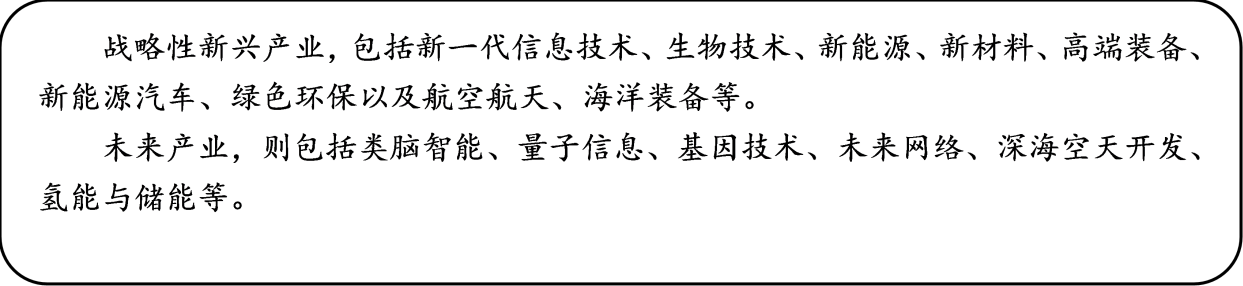 战略性新兴产业，包括新一代信息技术、生物技术、新能源、新材料、高端装备、
新能源汽车、绿色环保以及航空航天、海洋装备等。
未来产业，则包括类脑智能、量子信息、基因技术、未来网络、深海空天开发、
氢能与储能等。